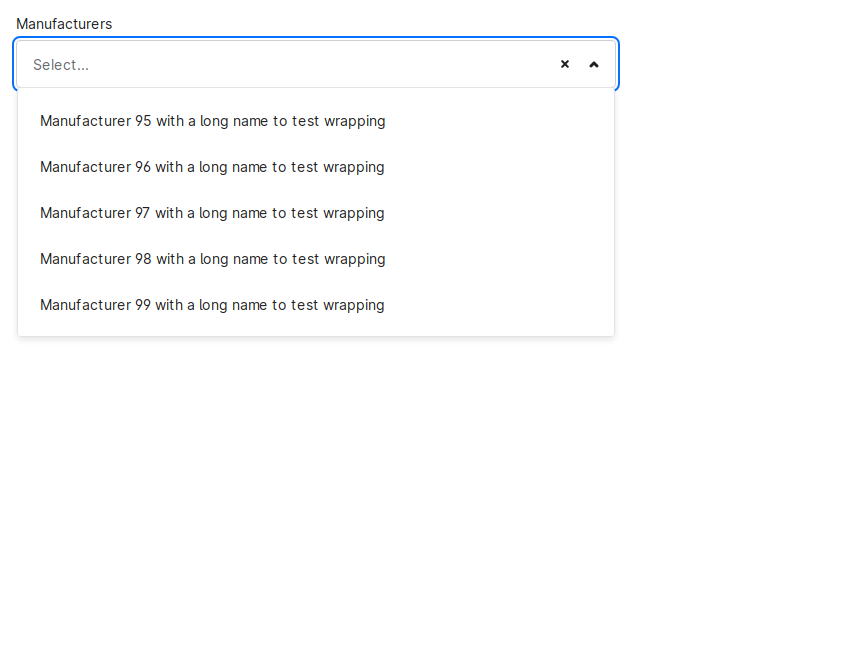 Manufacturers
Select...
Manufacturer 95 with a long name to test wrapping
Manufacturer 96 with a long name to test wrapping
Manufacturer 97 with a long name to test wrapping
Manufacturer 98 with a long name to test wrapping
Manufacturer 99 with a long name to test wrapping